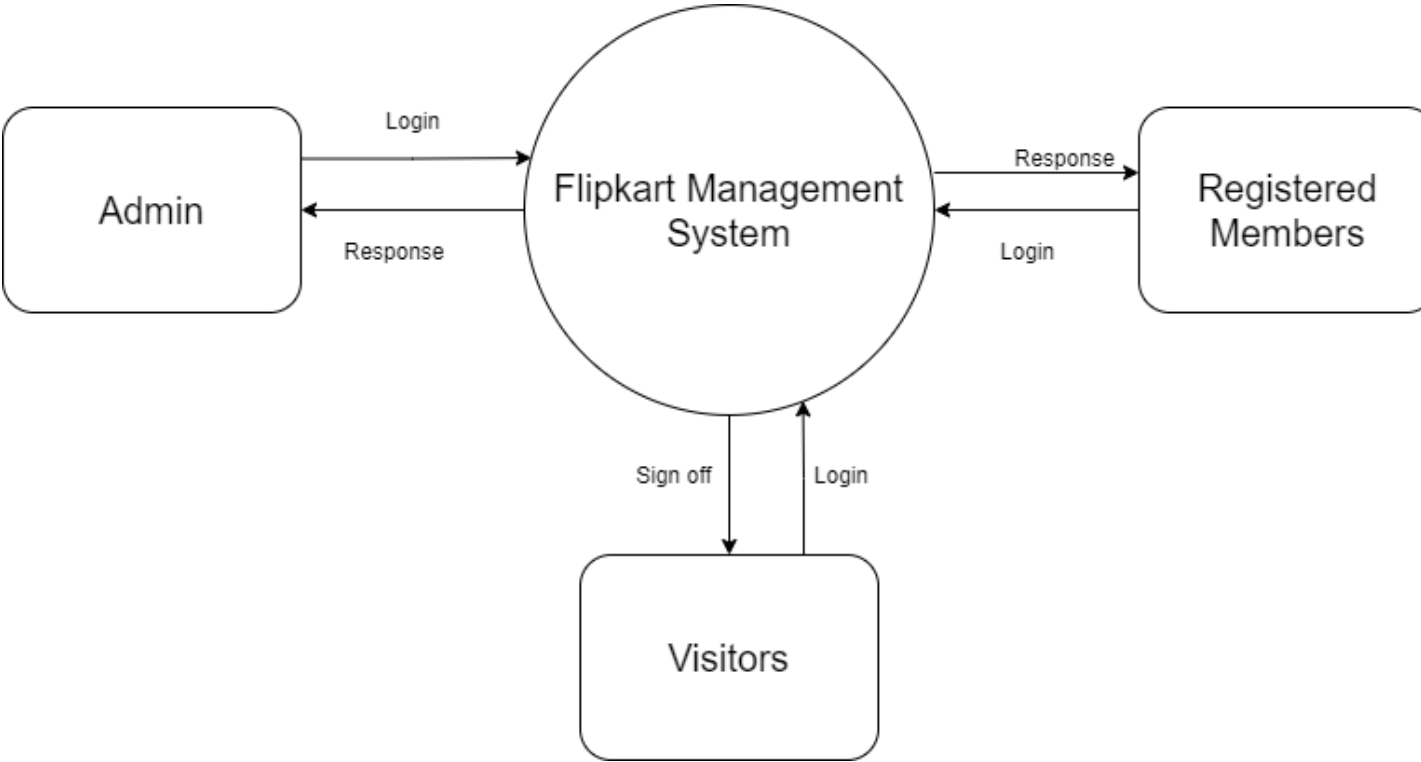 Login
Flipkart Management
System
Response
Registered
Members
Admin
Response
Login
Sign off
Login
Visitors